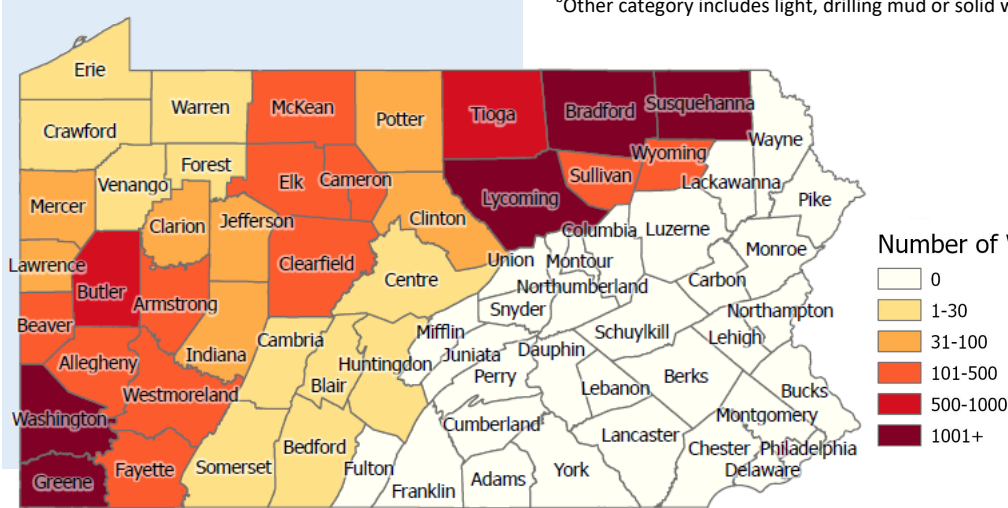 ⁵Other category includes light, drilling mud or solid
Erie
Warren
McKean
Potter
Tioga
Bradford
Susquehanna
Crawford
Wayne
Forest
Wyoming
Venango
Elk
Cameron
Sullivan
Lackawanna
Mercer
Lycoming
Pike
Clarion
Jefferson
Clinton
Columbia
Luzerne
Monroe
Lawrence
Clearfield
Centre
Union
Montour
Carbon
Butler
Armstrong
Northumberland
Snyder
Northampton
Beaver
Mifflin
Schuylkill
Lehigh
Cambria
Indiana
Juniata
Dauphin
Allegheny
Huntingdon
Blair
Perry
Berks
Westmoreland
Lebanon
Bucks
Washington
Montgomery
Cumberland
Lancaster
Bedford
Chester
Philadelphia
Fayette
Somerset
Fulton
York
Delaware
Greene
Adams
Franklin
Number of
0
1-30
31-100
101-500
500-1000
1001+